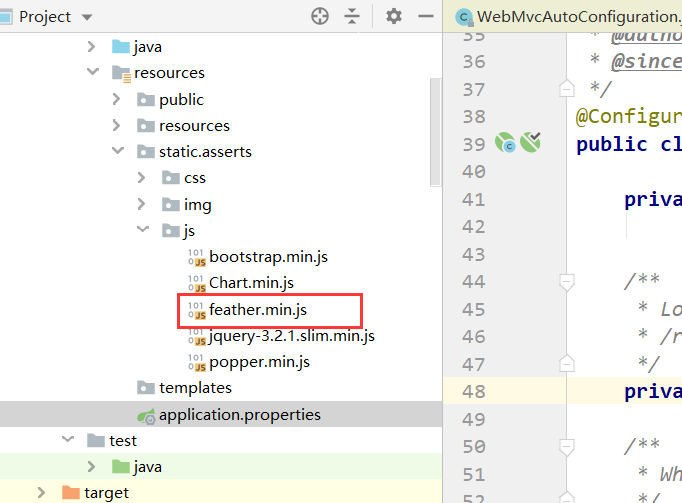 Project
java
resources
public
resources
static.asserts
css
img
js
bootstrap.min.js
Chart.min.js
feather.min.js
jquery-3.2.1.slim.min.js
popper.min.js
templates
application.properties
test
java
target
WebMvcAutoConfiguration.
35 * @autho
36 * @since
37 */
38 @Configur
39 public cl
40
41 priva
42
43
44 /**
45 * Lo
46 * /r
47 */
48 priva
49
50 /**
51 * Wh
52 */